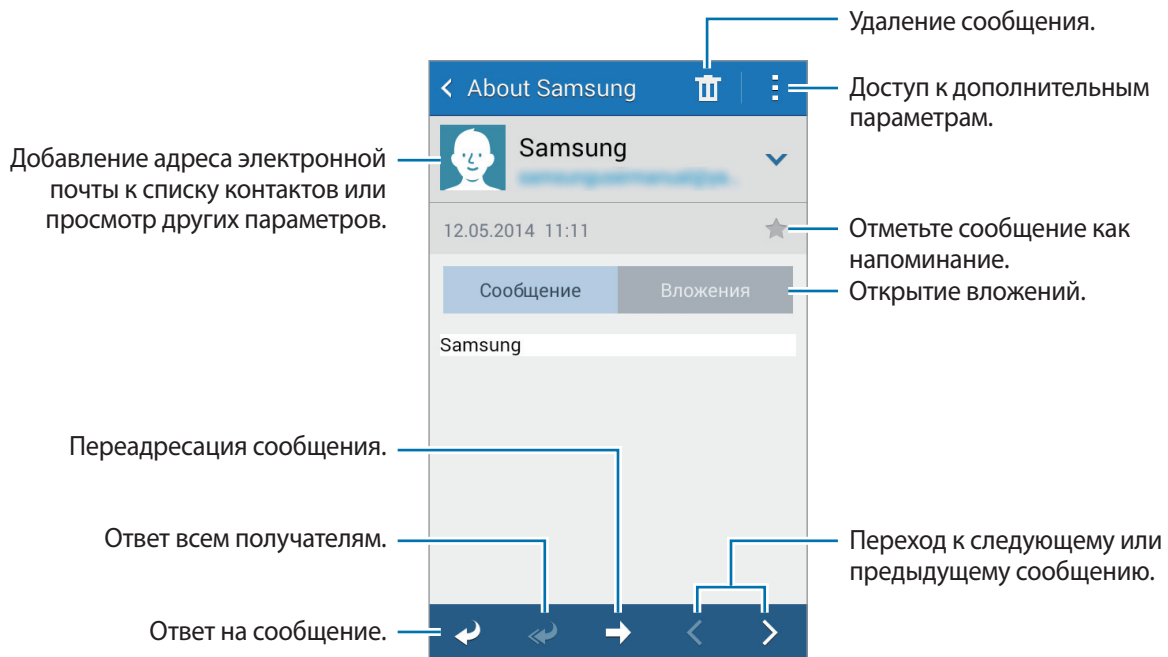 Удаление сообщения.
About Samsung
Доступ к дополнительным
параметрам.
Добавление адреса электронной
почты к списку контактов или
просмотр других параметров.
Samsung
12.05.2014 11:11
Отметьте сообщение как
напоминание.
Сообщение
Вложения
Открытие вложений.
Samsung
Переадресация сообщения.
Ответ всем получателям.
Переход к следующему или
предыдущему сообщению.
Ответ на сообщение.